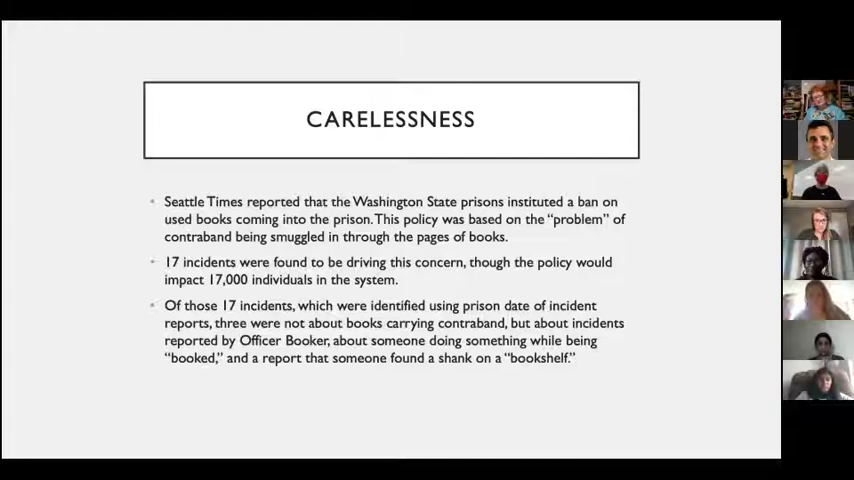 CARELESSNESS
Seattle Times reported that the Washington State prisons instituted a ban on
used books coming into the prison. This policy was based on the “problem” of
contraband being smuggled in through the pages of books.
17 incidents were found to be driving this concern, though the policy would
impact 17,000 individuals in the system.
Of those 17 incidents, which were identified using prison date of incident
reports, three were not about books carrying contraband, but about incidents
reported by Officer Booker, about someone doing something while being
“booked,” and a report that someone found a shank on a “bookshelf.”